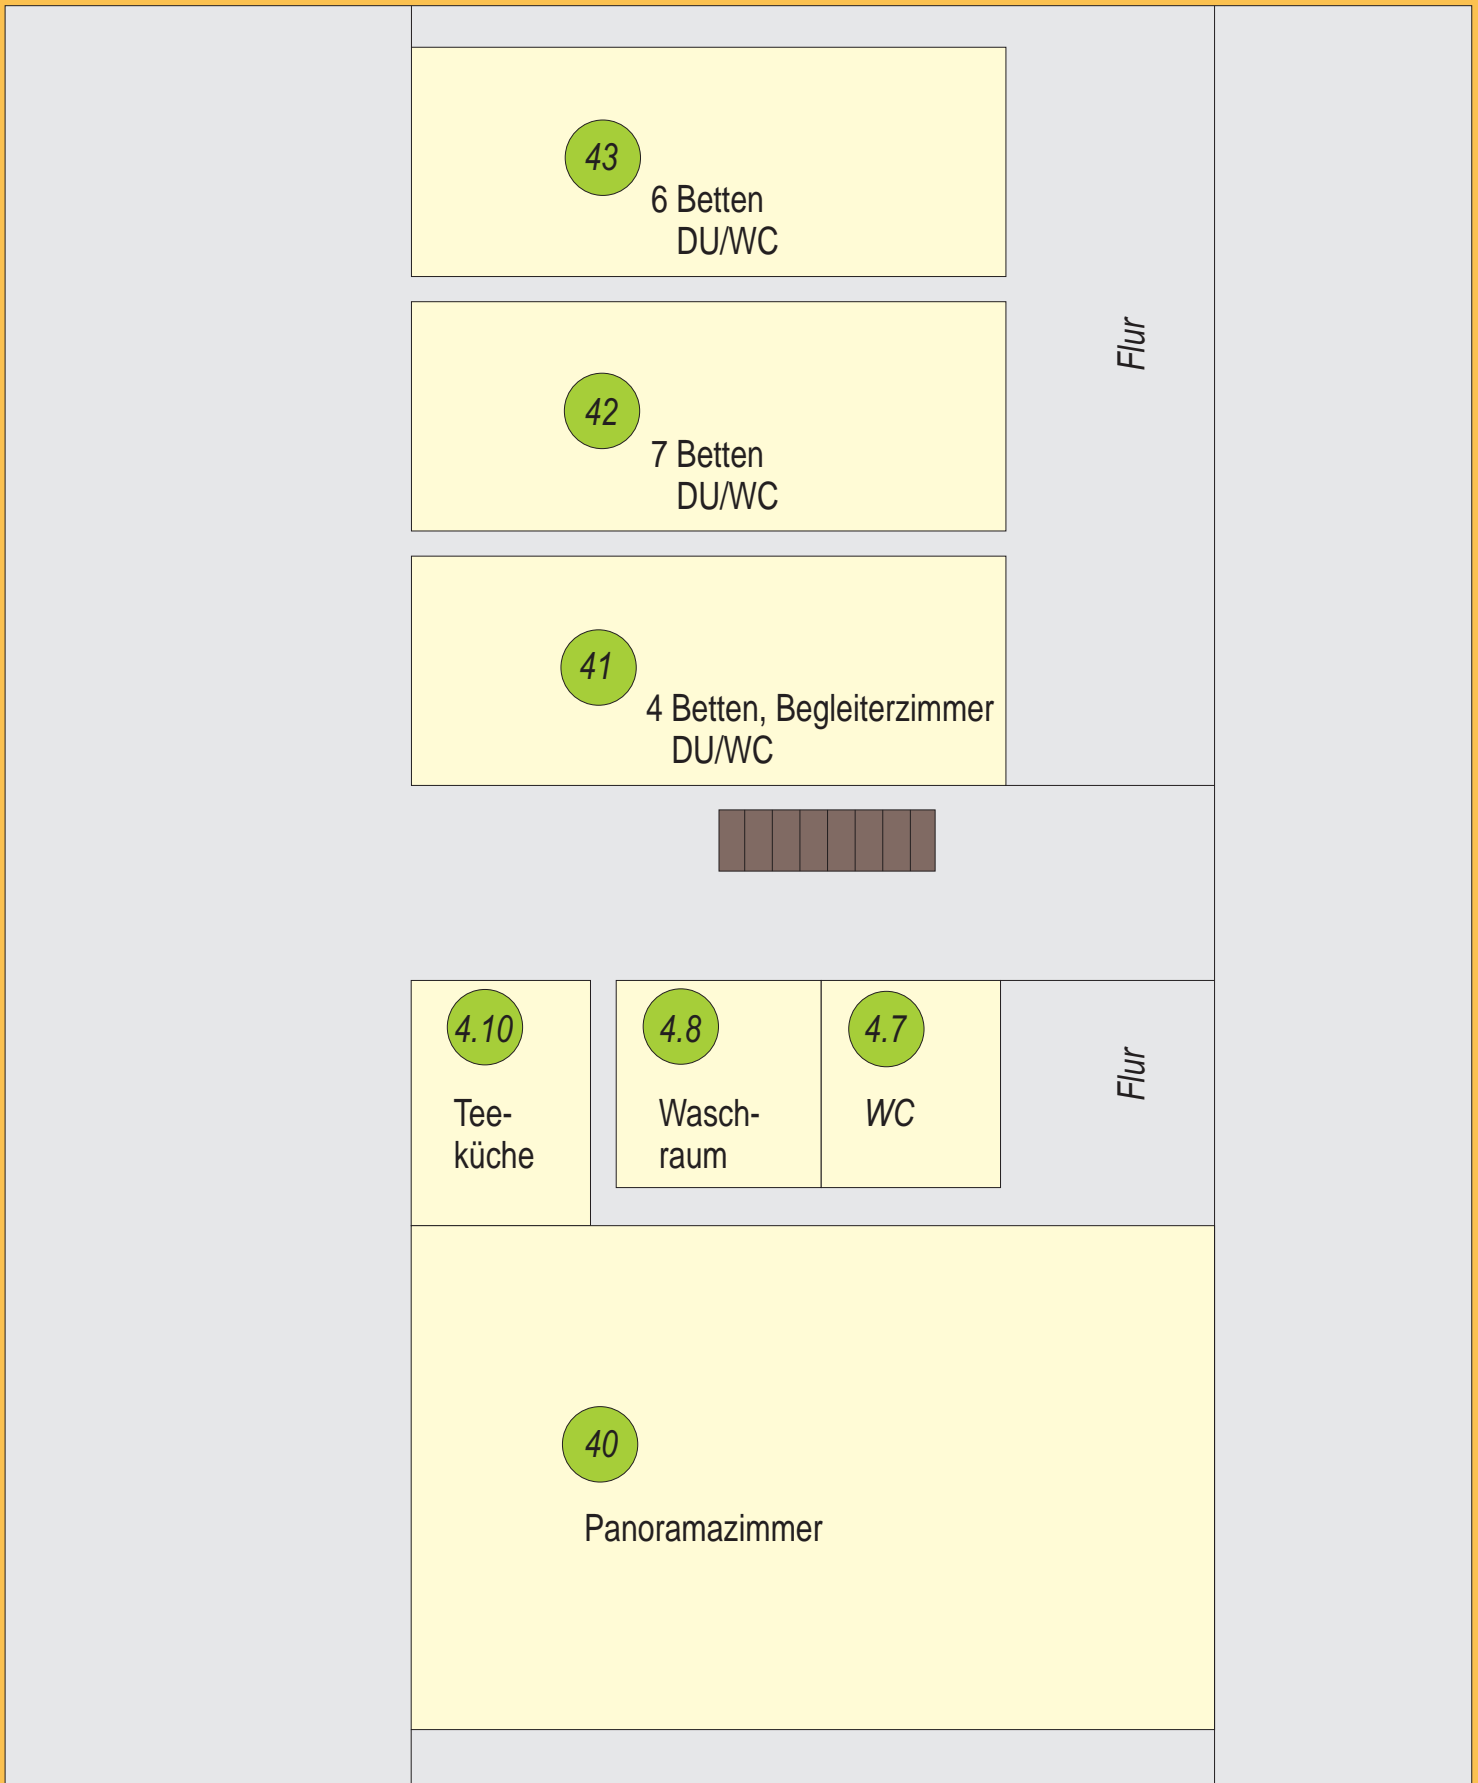 43
6 Betten
DU/WC
Flur
42
7 Betten
DU/WC
41
4 Betten, Begleiterzimmer
DU/WC
4.10
Tee-
küche
4.8
Wasch-
raum
4.7
WC
Flur
40
Panoramazimmer